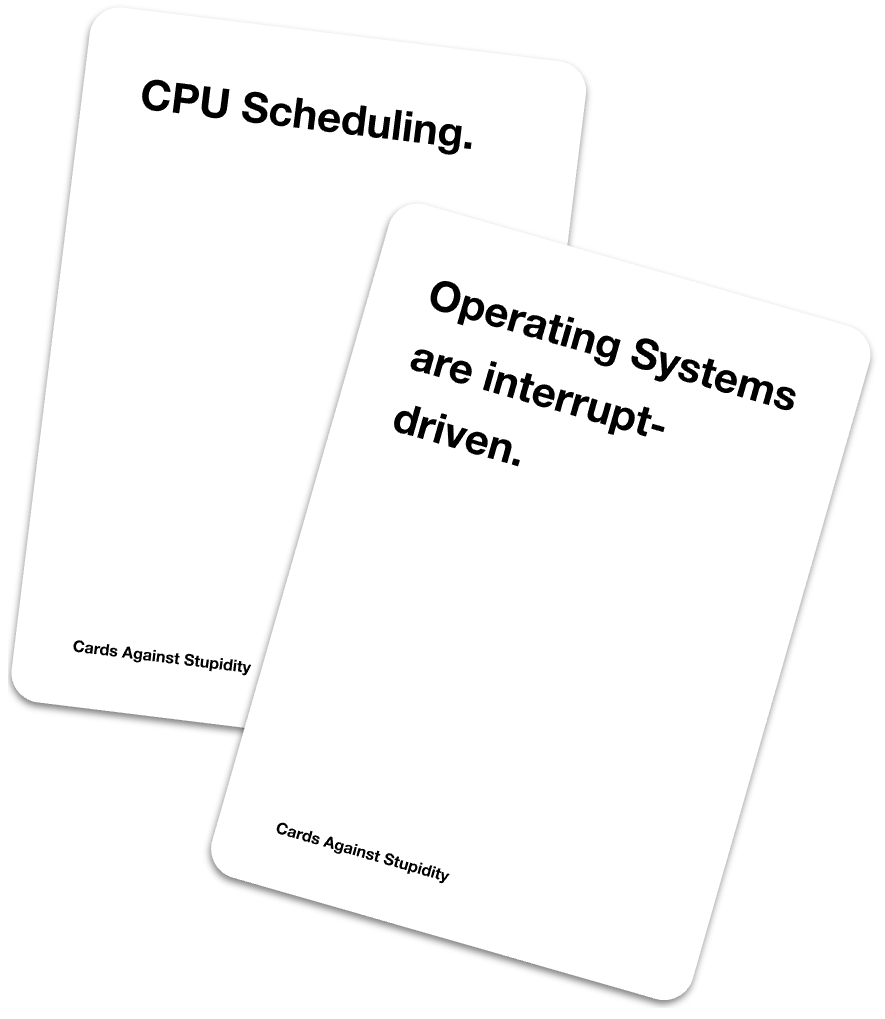 CPU Scheduling.
Cards Against Stupidity
Operating Systems
are interrupt-
driven.
Cards Against Stupidity